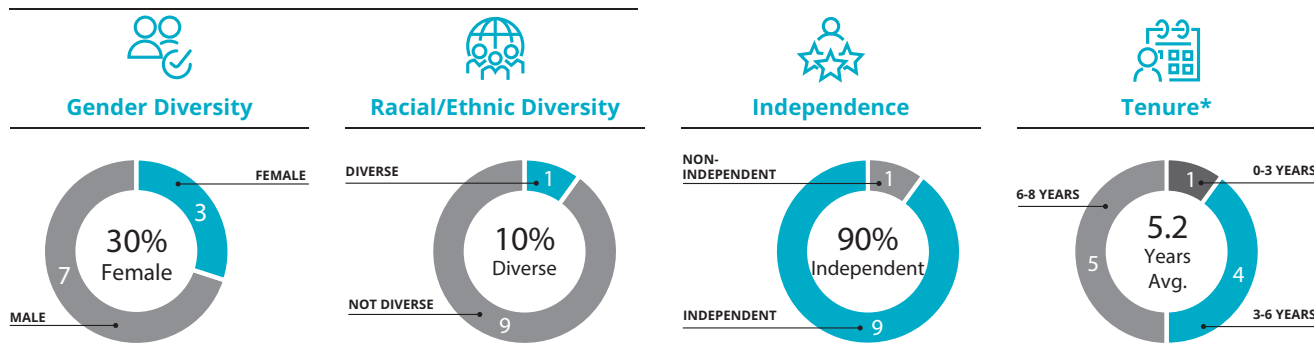 Gender Diversity
FEMALE
3
30%
Female
7
MALE
Racial/Ethnic Diversity
DIVERSE
1
10%
Diverse
NOT DIVERSE
9
Independence
NON-
INDEPENDENT
1
90%
Independent
INDEPENDENT
9
Tenure*
0-3 YEARS
1
6-8 YEARS
5.2
Years
Avg.
5
4
3-6 YEARS